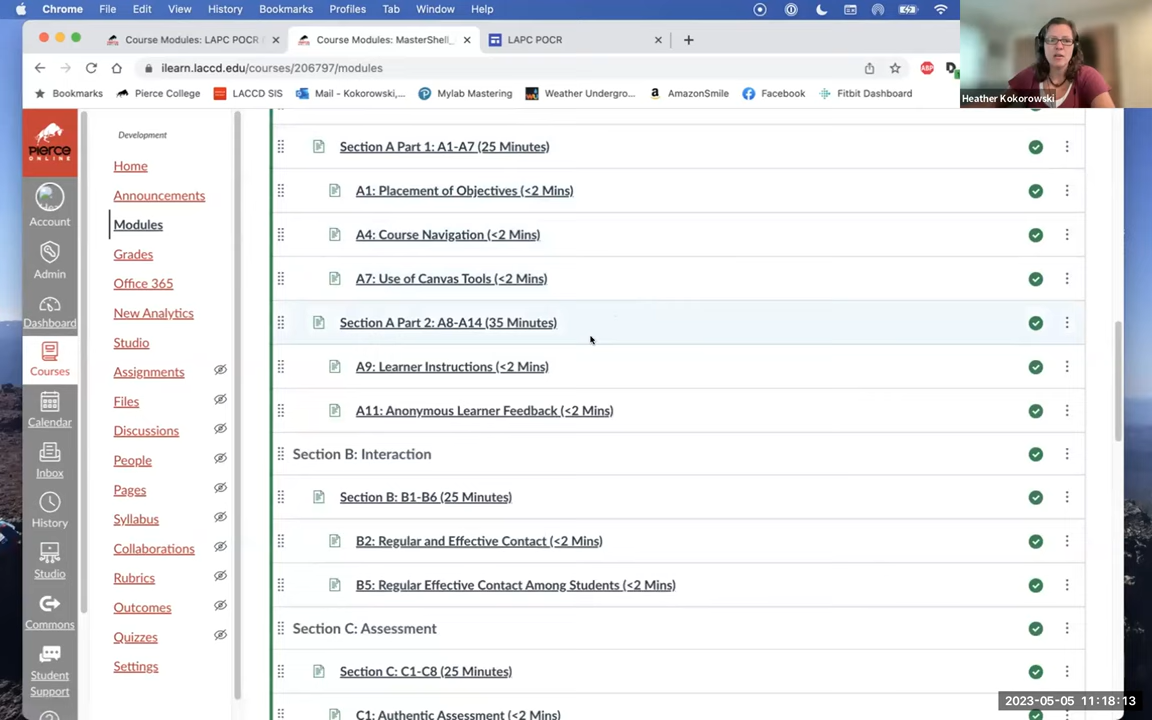 Chrome File Edit View History Bookmarks Profiles Tab Window Help
Course Modules: LAPC POCR
Course Modules: MasterShell_
LAPC POCR
ilearn.laccd.edu/courses/206797/modules
ABP
Bookmarks
Pierce College
LACCD SIS
Mail - Kokorowski,...
Mylab Mastering
Weather Undergro...
AmazonSmile
Facebook
Fitbit Dashboard
Heather Kokorowski
PIERCE
ONLINE
Account
Admin
Dashboard
Courses
Calendar
Inbox
History
Studio
Commons
Student
Support
Development
Home
Announcements
Modules
Grades
Office 365
New Analytics
Studio
Assignments
Files
Discussions
People
Pages
Syllabus
Collaborations
Rubrics
Outcomes
Quizzes
Settings
Section A Part 1: A1-A7 (25 Minutes)
A1: Placement of Objectives (<2 Mins)
A4: Course Navigation (<2 Mins)
A7: Use of Canvas Tools (<2 Mins)
Section A Part 2: A8-A14 (35 Minutes)
A9: Learner Instructions (<2 Mins)
A11: Anonymous Learner Feedback (<2 Mins)
Section B: Interaction
Section B: B1-B6 (25 Minutes)
B2: Regular and Effective Contact (<2 Mins)
B5: Regular Effective Contact Among Students (<2 Mins)
Section C: Assessment
Section C: C1-C8 (25 Minutes)
C1: Authentic Assessment (<2 Mins)
2023-05-05 11:18:13